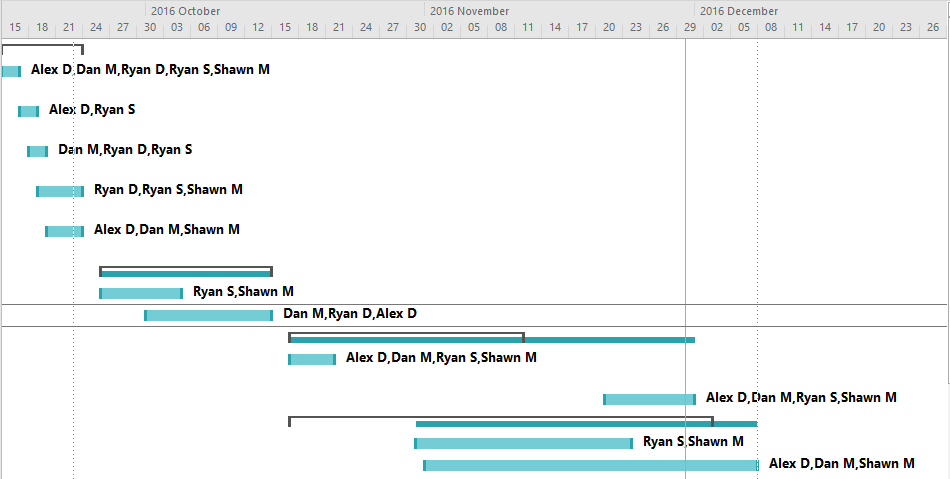 2016 October 2016 November 2016 December
15 18 21 24 27 30 03 06 09 12 15 18 21 24 27 30 02 05 08 11 14 17 20 23 26 29 02 05 08 11 14 17 20 23 26
Alex D,Dan M,Ryan D,Ryan S,Shawn M
Alex D,Ryan S
Dan M,Ryan D,Ryan S
Ryan D,Ryan S,Shawn M
Alex D,Dan M,Shawn M
Ryan S,Shawn M
Dan M,Ryan D,Alex D
Alex D,Dan M,Ryan S,Shawn M
Alex D,Dan M,Ryan S,Shawn M
Ryan S,Shawn M
Alex D,Dan M,Shawn M